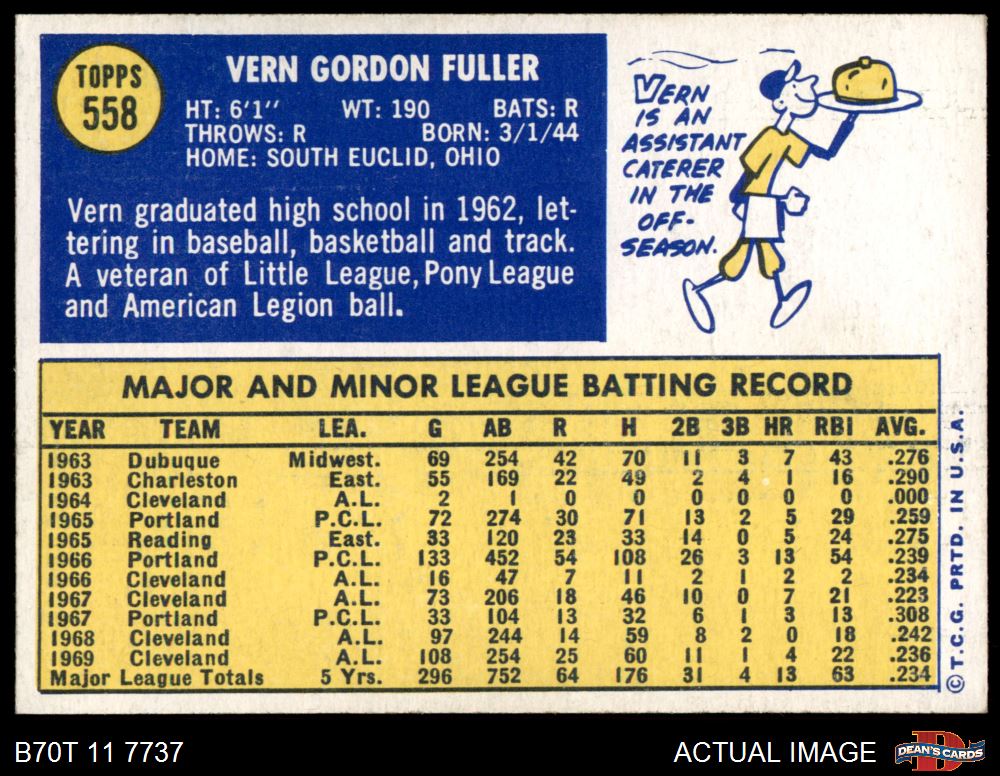 TOPPS
558
VERN GORDON FULLER
HT: 6'1'' WT: 190 BATS: R
THROWS: R BORN: 3/1/44
HOME: SOUTH EUCLID, OHIO
Vern graduated high school in 1962, let-
tering in baseball, basketball and track.
A veteran of Little League, Pony League
and American Legion ball.
VERN
IS AN
ASSISTANT
CATERER
IN THE
OFF-
SEASON.
MAJOR AND MINOR LEAGUE BATTING RECORD
YEAR TEAM LEA. G AB R H 2B 3B HR RBI AVG.
1963 Dubuque Midwest. 69 254 42 70 11 3 7 43 .276
1963 Charleston East. 55 169 22 49 2 4 1 16 .290
1964 Cleveland A.L. 2 1 0 0 0 0 0 0 .000
1965 Portland P.C.L. 72 274 30 71 13 2 5 29 .259
1965 Reading East. 33 120 23 33 14 0 5 24 .275
1966 Portland P.C.L. 133 452 54 108 26 3 13 54 .239
1966 Cleveland A.L. 16 47 7 11 2 1 2 2 .234
1967 Cleveland A.L. 73 206 18 46 10 0 7 21 .223
1967 Portland P.C.L. 33 104 13 32 6 1 3 13 .308
1968 Cleveland A.L. 97 244 14 59 8 2 0 18 .242
1969 Cleveland A.L. 108 254 25 60 11 1 4 22 .236
Major League Totals 5 Yrs. 296 752 64 176 31 4 13 63 .234
©T.C.G. PRTD. IN U.S.A.
B70T 11 7737
ACTUAL IMAGE
DEAN'S CARDS